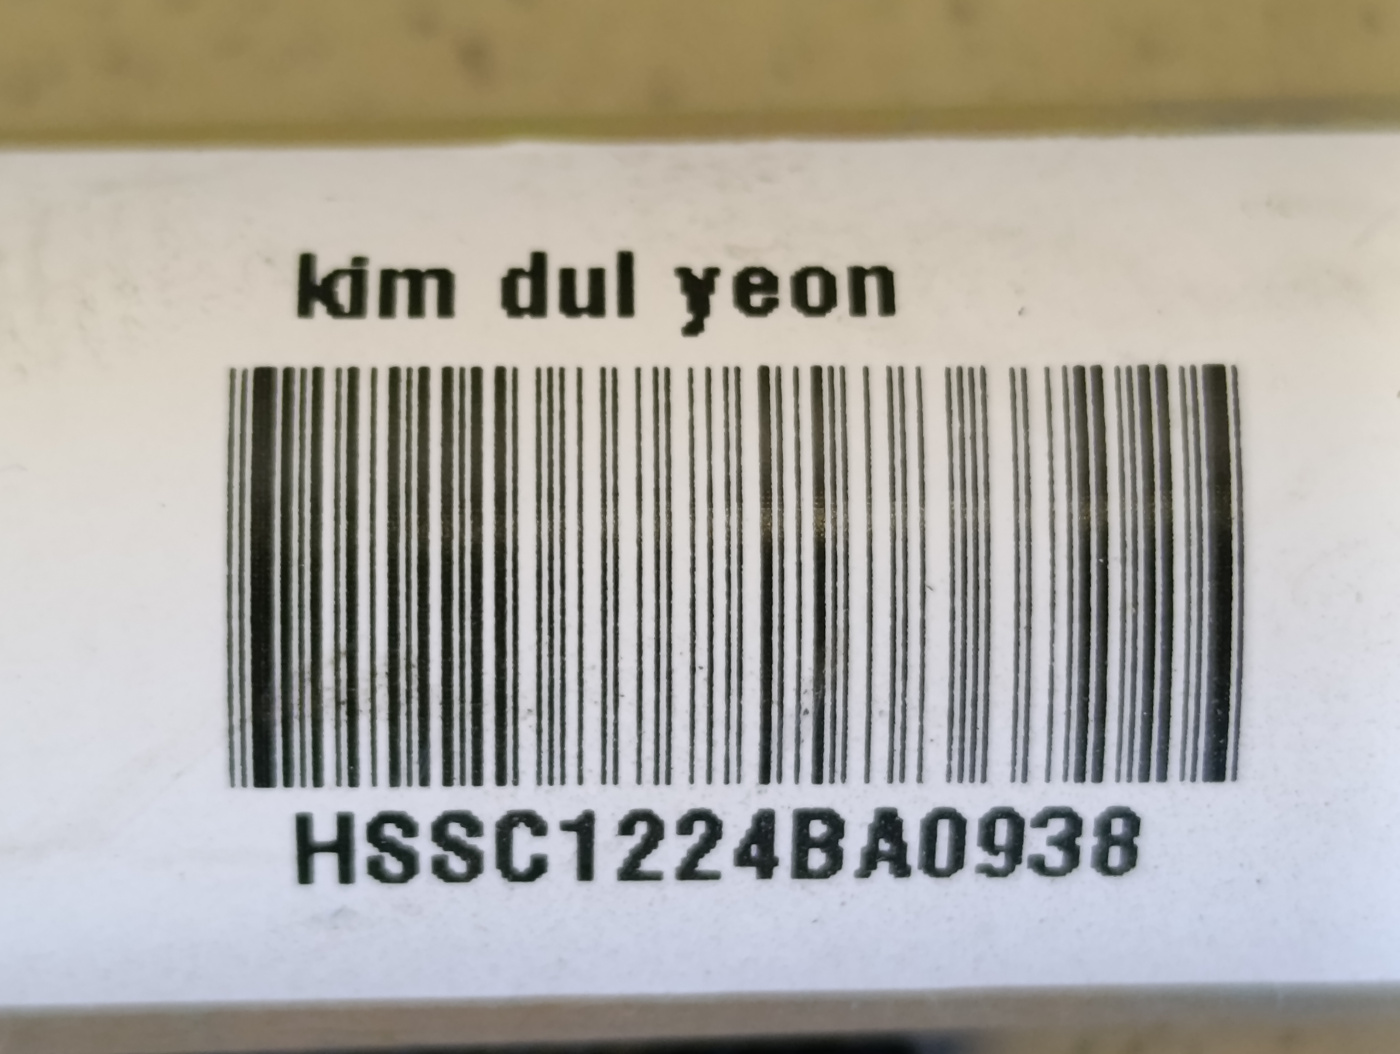 kim dul yeon
HSSC1224BA0938